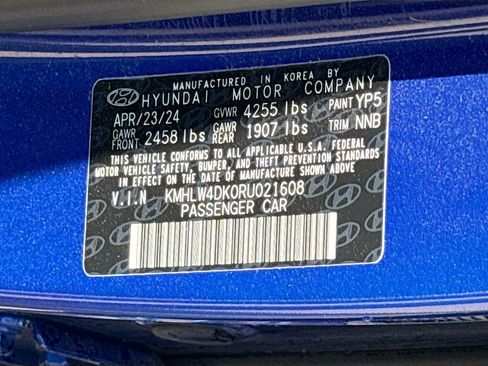 MANUFACTURED IN KOREA BY
HYUNDAI MOTOR COMPANY
APR/23/24 GVWR 4255 lbs PAINT YP5
GAWR FRONT 2458 lbs GAWR REAR 1907 lbs TRIM NNB
THIS VEHICLE CONFORMS TO ALL APPLICABLE U.S.A. FEDERAL
MOTOR VEHICLE SAFETY, BUMPER, AND THEFT PREVENTION
STANDARDS IN EFFECT ON THE DATE OF MANUFACTURE
SHOWN ABOVE.
V.I.N KMHLW4DK0RU021608
PASSENGER CAR